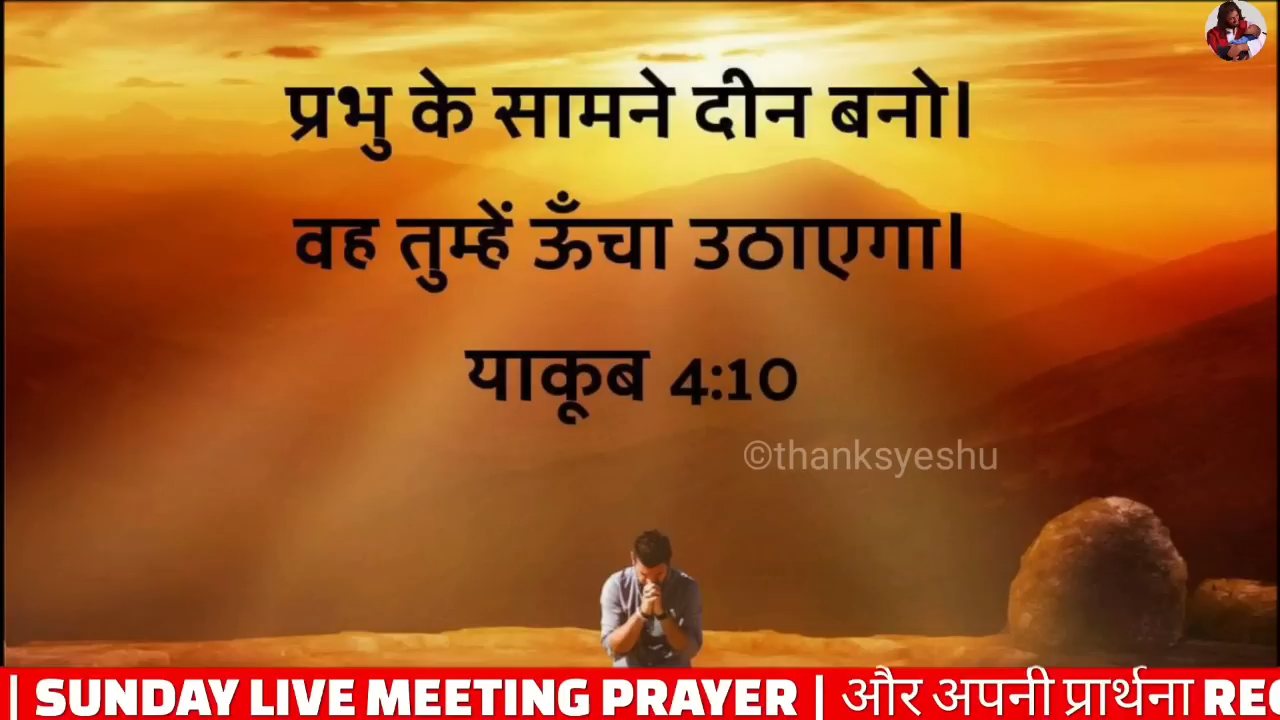 प्रभु के सामने दीन बनो।
वह तुम्हें ऊँचा उठाएगा।
याकूब 4:10
©thanksyeshu
| SUNDAY LIVE MEETING PRAYER | और अपनी प्रार्थना